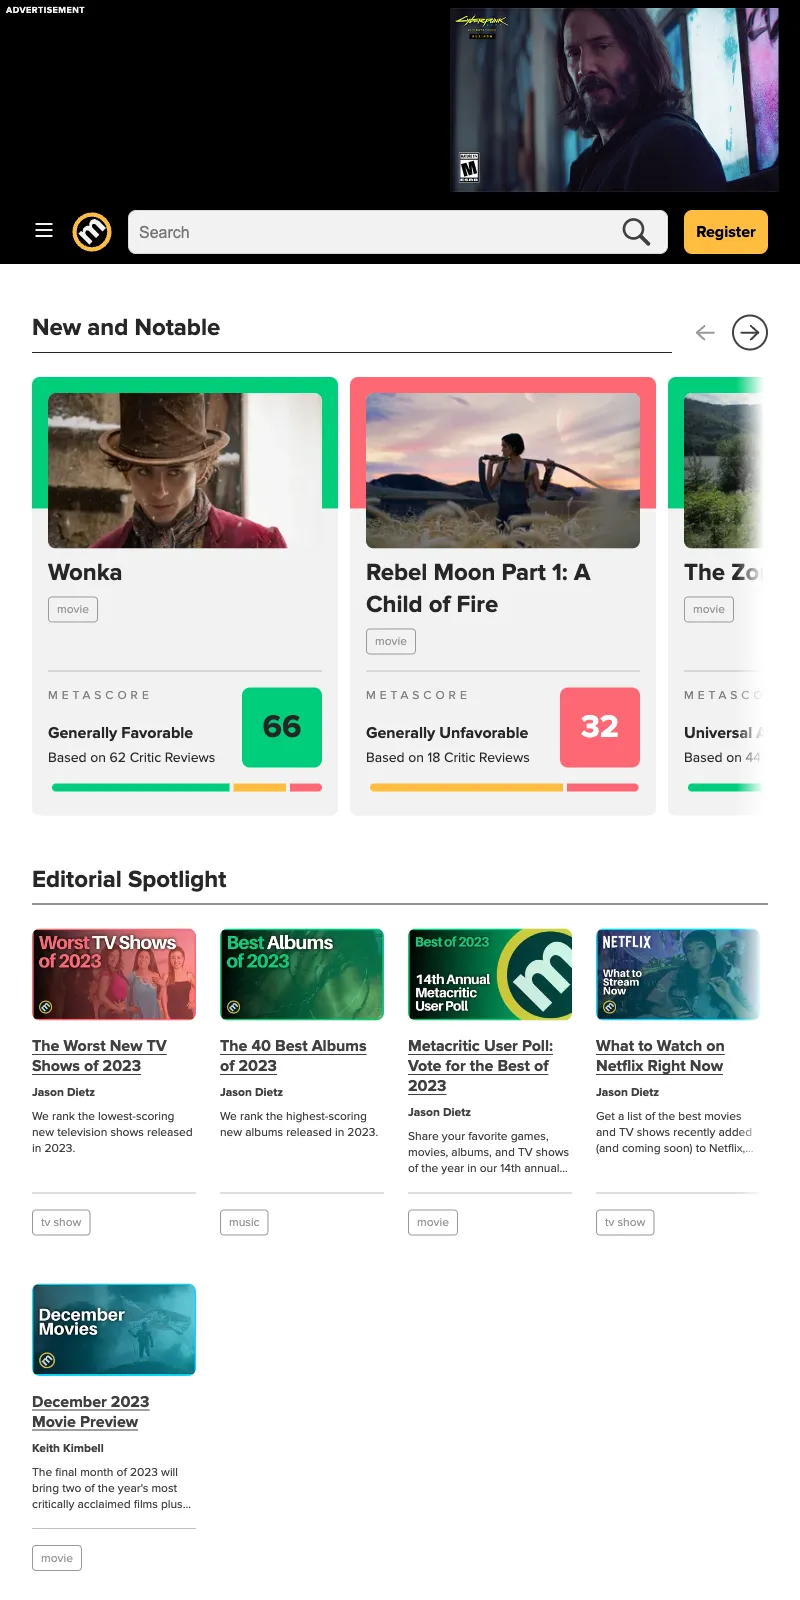 ADVERTISEMENT
Cyberpunk
M
ESRB
m
Search
Register
New and Notable
Wonka
movie
METASCORE
Generally Favorable
66
Based on 62 Critic Reviews
Rebel Moon Part 1: A
Child of Fire
movie
METASCORE
Generally Unfavorable
32
Based on 18 Critic Reviews
The Zo
movie
METASCO
Universal A
Based on 44
Editorial Spotlight
Worst TV Shows
of 2023
m
The Worst New TV
Shows of 2023
Jason Dietz
We rank the lowest-scoring
new television shows released
in 2023.
tv show
Best Albums
of 2023
m
The 40 Best Albums
of 2023
Jason Dietz
We rank the highest-scoring
new albums released in 2023.
music
Best of 2023
14th Annual
Metacritic
User Poll
m
Metacritic User Poll:
Vote for the Best of
2023
Jason Dietz
Share your favorite games,
movies, albums, and TV shows
of the year in our 14th annual...
movie
NETFLIX
What to
Stream
Now
m
What to Watch on
Netflix Right Now
Jason Dietz
Get a list of the best movies
and TV shows recently added
(and coming soon) to Netflix,...
tv show
December
Movies
m
December 2023
Movie Preview
Keith Kimbell
The final month of 2023 will
bring two of the year's most
critically acclaimed films plus...
movie